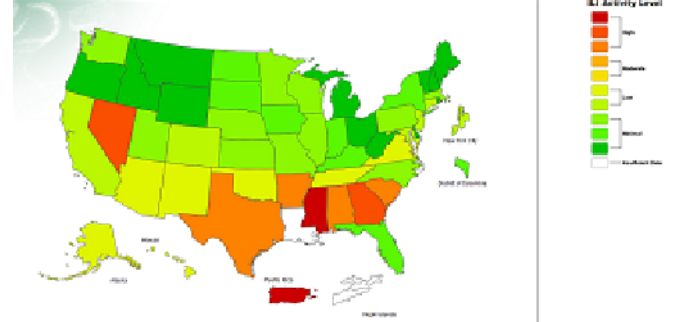 ILI Activity Level
High
Moderate
Low
Minimal
Insufficient Data
New York City
District of Columbia
Hawaii
Alaska
Puerto Rico
Virgin Islands